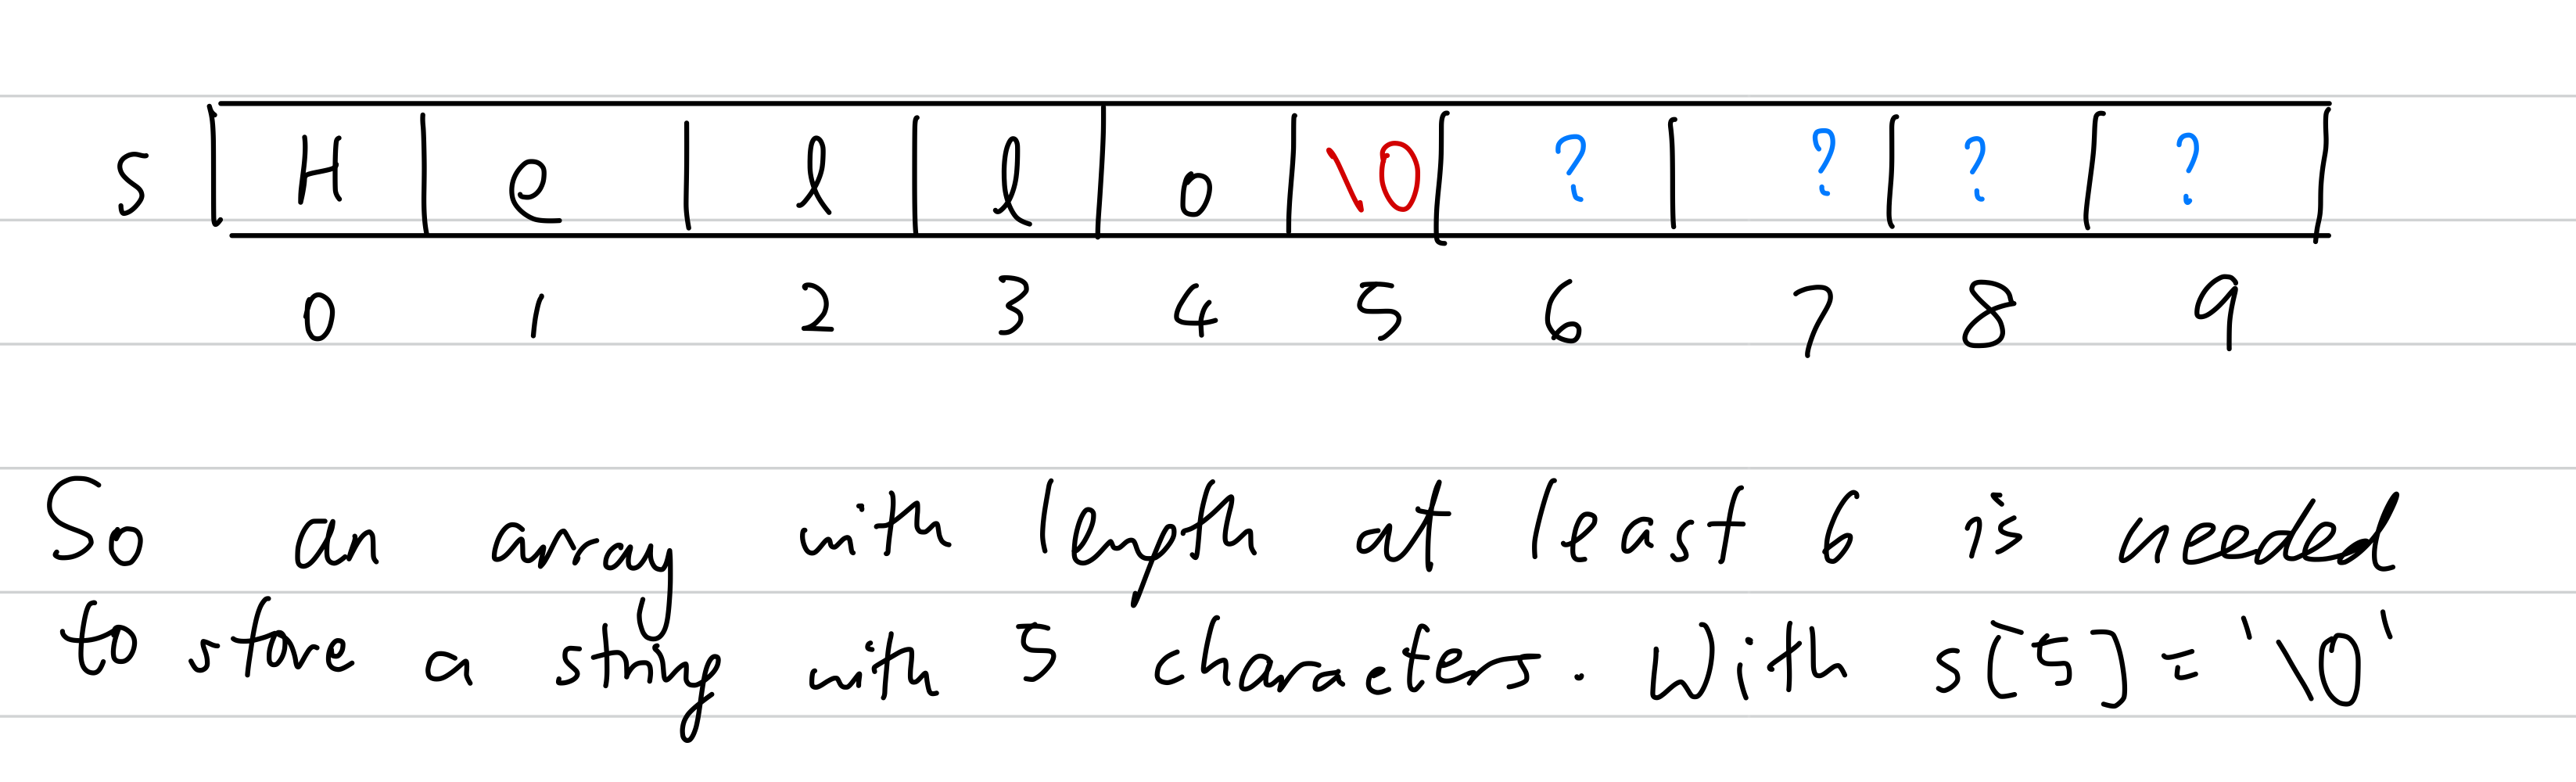 s H e l l o \0 ? ? ? ?
0 1 2 3 4 5 6 7 8 9
So an array with length at least 6 is needed
to store a string with 5 characters. With s[5] = '\0'